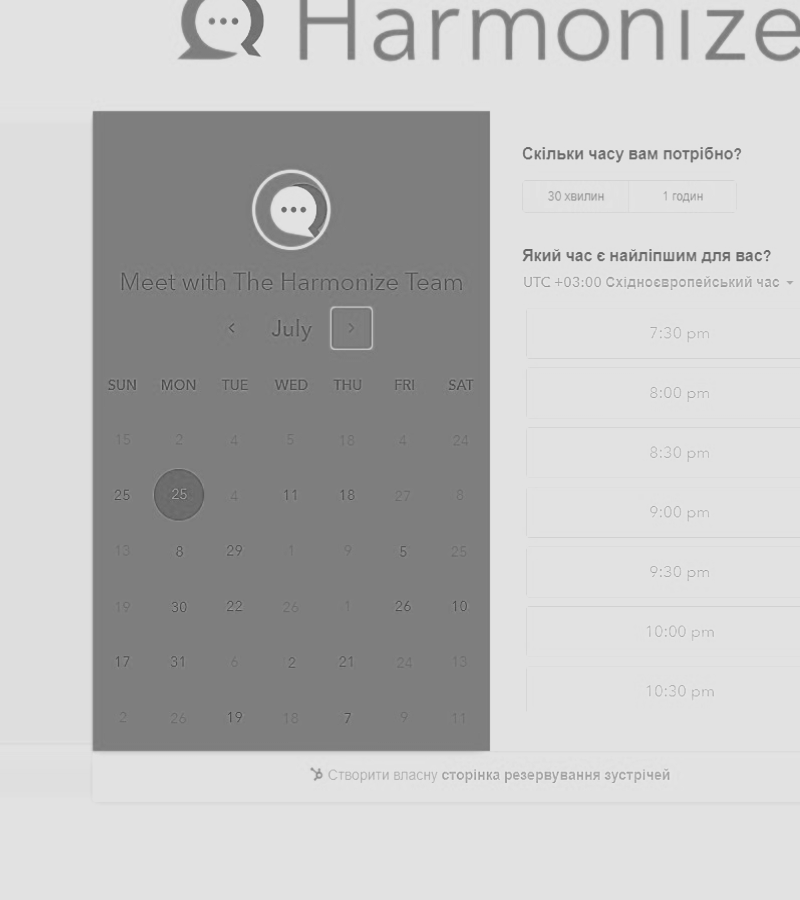 Harmonize
Meet with The Harmonize Team
July
SUN MON TUE WED THU FRI SAT
15 2 4 5 18 4 24
25 25 4 11 18 27 8
13 8 29 1 9 5 25
19 30 22 26 1 26 10
17 31 6 2 21 24 13
2 26 19 18 7 9 11
Скільки часу вам потрібно?
30 хвилин 1 годин
Який час є найліпшим для вас?
UTC +03:00 Східноєвропейський час
7:30 pm
8:00 pm
8:30 pm
9:00 pm
9:30 pm
10:00 pm
10:30 pm
Створити власну сторінка резервування зустрічей